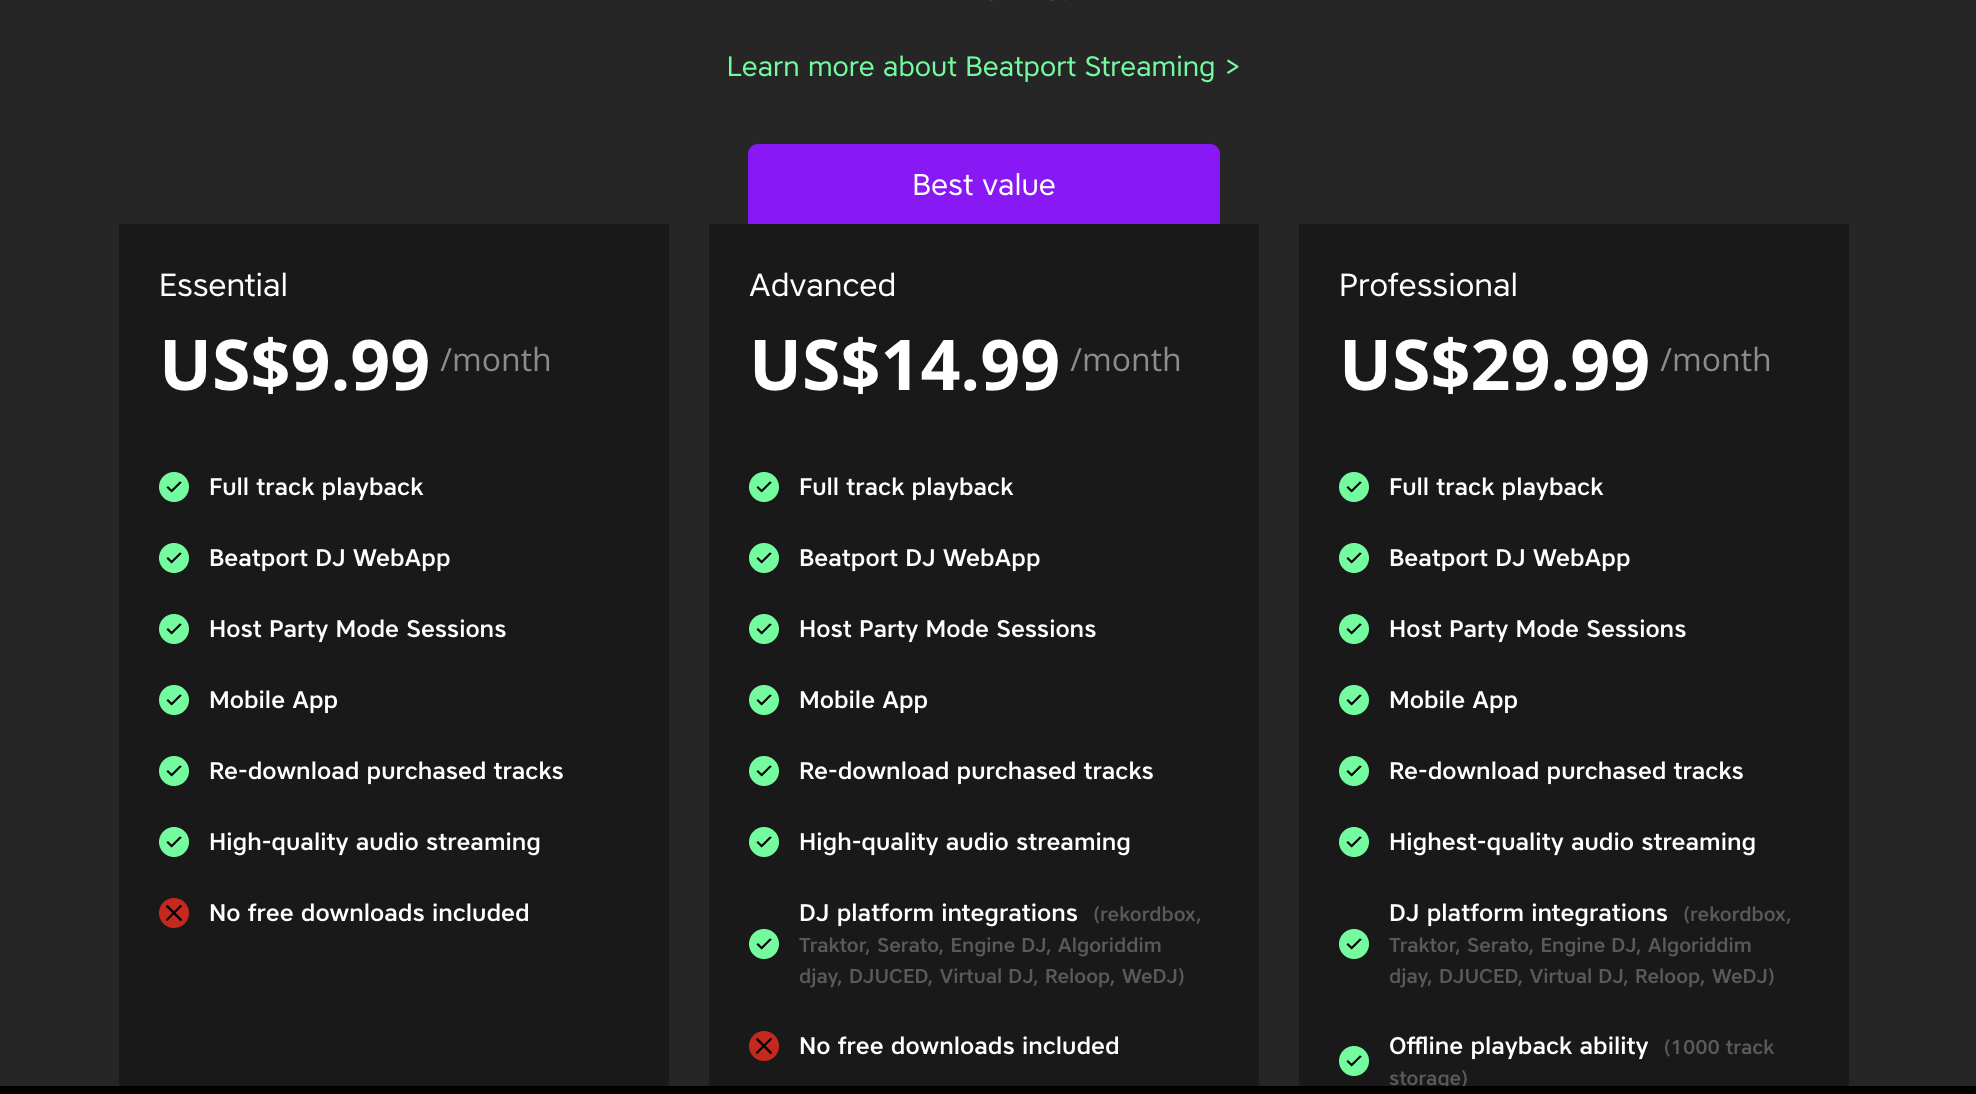 Learn more about Beatport Streaming >
Best value
Essential
US$9.99 /month
Full track playback
Beatport DJ WebApp
Host Party Mode Sessions
Mobile App
Re-download purchased tracks
High-quality audio streaming
No free downloads included
Advanced
US$14.99 /month
Full track playback
Beatport DJ WebApp
Host Party Mode Sessions
Mobile App
Re-download purchased tracks
High-quality audio streaming
DJ platform integrations (rekordbox,
Traktor, Serato, Engine DJ, Algoriddim
djay, DJUCED, Virtual DJ, Reloop, WeDJ)
No free downloads included
Professional
US$29.99 /month
Full track playback
Beatport DJ WebApp
Host Party Mode Sessions
Mobile App
Re-download purchased tracks
Highest-quality audio streaming
DJ platform integrations (rekordbox,
Traktor, Serato, Engine DJ, Algoriddim
djay, DJUCED, Virtual DJ, Reloop, WeDJ)
Offline playback ability (1000 track
storage)